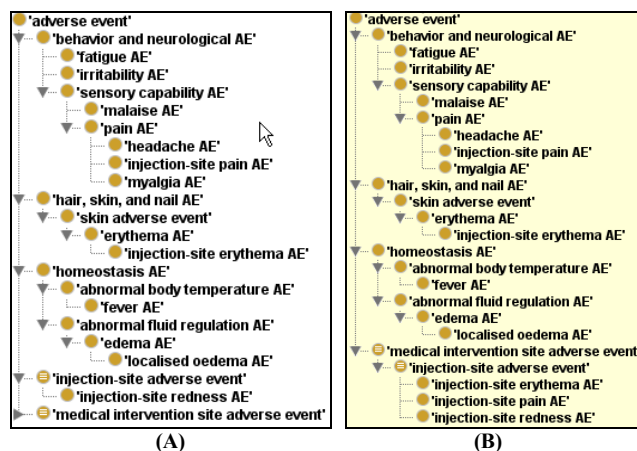 'adverse event'
'behavior and neurological AE'
'fatigue AE'
'irritability AE'
'sensory capability AE'
'malaise AE'
'pain AE'
'headache AE'
'injection-site pain AE'
'myalgia AE'
'hair, skin, and nail AE'
'skin adverse event'
'erythema AE'
'injection-site erythema AE'
'homeostasis AE'
'abnormal body temperature AE'
'fever AE'
'abnormal fluid regulation AE'
'edema AE'
'localised oedema AE'
'injection-site adverse event'
'injection-site redness AE'
'medical intervention site adverse event'
(A)
'adverse event'
'behavior and neurological AE'
'fatigue AE'
'irritability AE'
'sensory capability AE'
'malaise AE'
'pain AE'
'headache AE'
'injection-site pain AE'
'myalgia AE'
'hair, skin, and nail AE'
'skin adverse event'
'erythema AE'
'injection-site erythema AE'
'homeostasis AE'
'abnormal body temperature AE'
'fever AE'
'abnormal fluid regulation AE'
'edema AE'
'localised oedema AE'
'medical intervention site adverse event'
'injection-site adverse event'
'injection-site erythema AE'
'injection-site pain AE'
'injection-site redness AE'
(B)